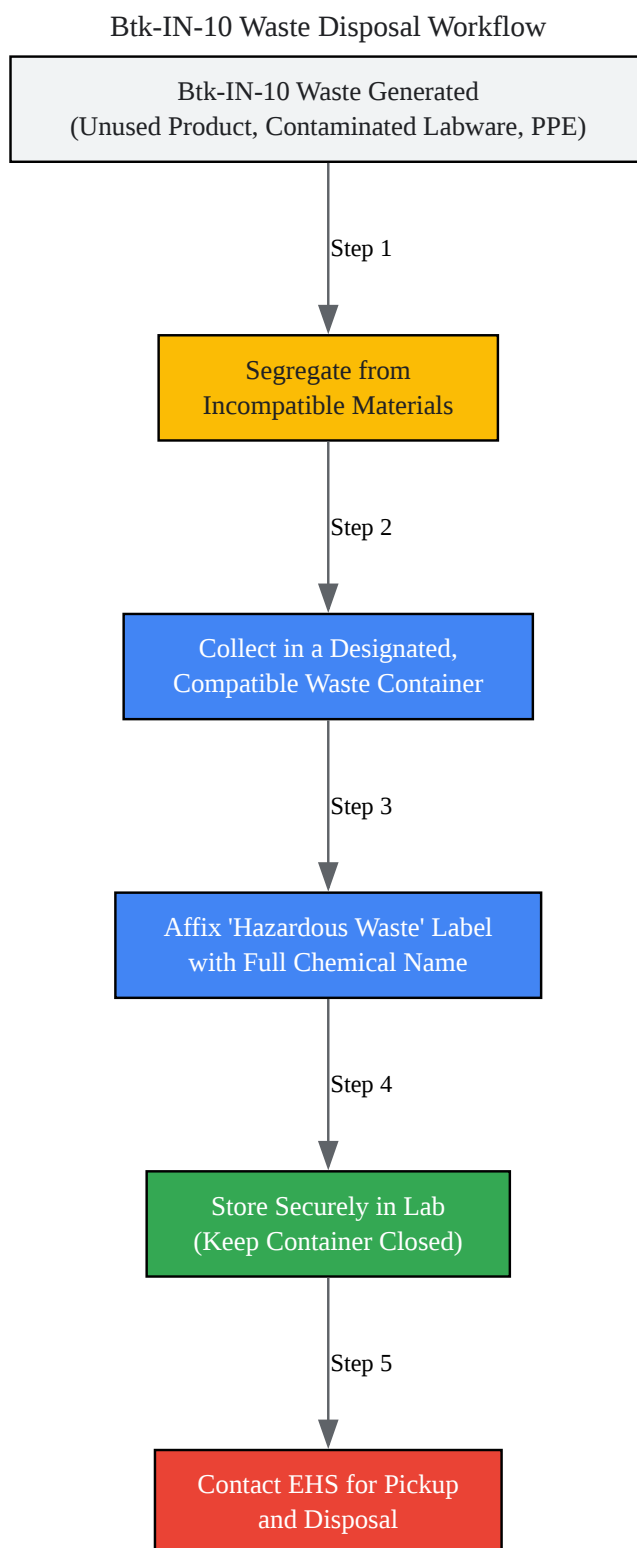 Btk-IN-10 Waste Disposal Workflow
Btk-IN-10 Waste Generated
(Unused Product, Contaminated Labware, PPE)
Step 1
Segregate from
Incompatible Materials
Step 2
Collect in a Designated,
Compatible Waste Container
Step 3
Affix 'Hazardous Waste' Label
with Full Chemical Name
Step 4
Store Securely in Lab
(Keep Container Closed)
Step 5
Contact EHS for Pickup
and Disposal